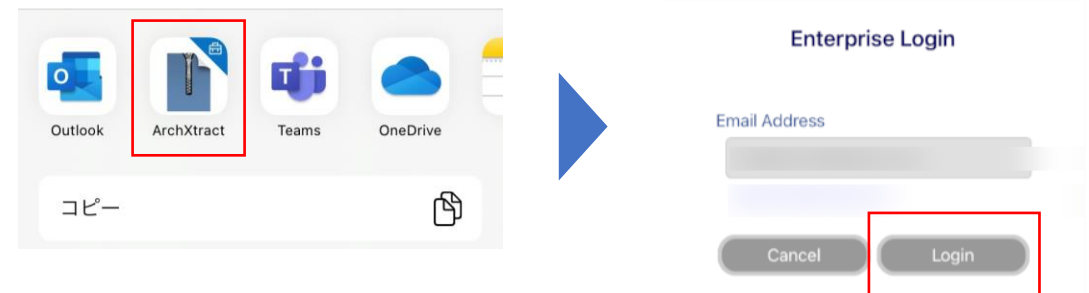 Outlook
ArchXtract
Teams
OneDrive
コピー
Enterprise Login
Email Address
Cancel
Login